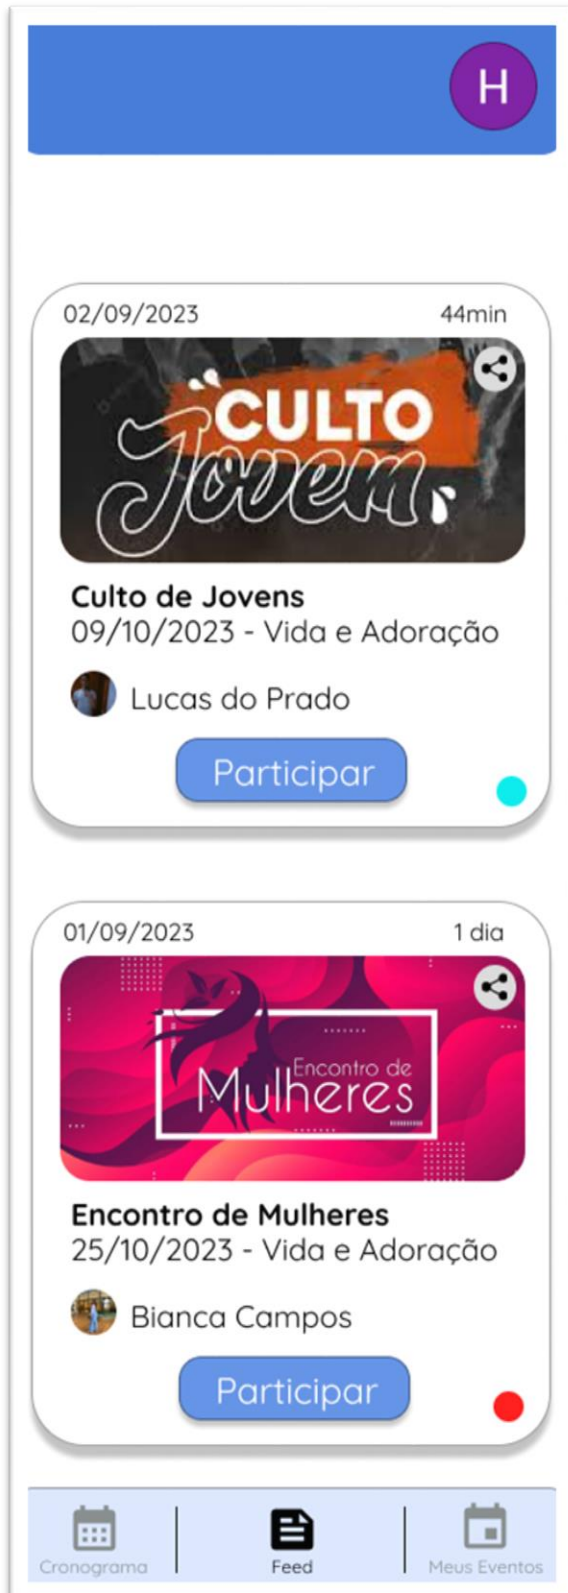 H
02/09/2023 44min
CULTO
Jovem
Culto de Jovens
09/10/2023 - Vida e Adoração
Lucas do Prado
Participar
01/09/2023 1 dia
Encontro de
Mulheres
Encontro de Mulheres
25/10/2023 - Vida e Adoração
Bianca Campos
Participar
Cronograma Feed Meus Eventos